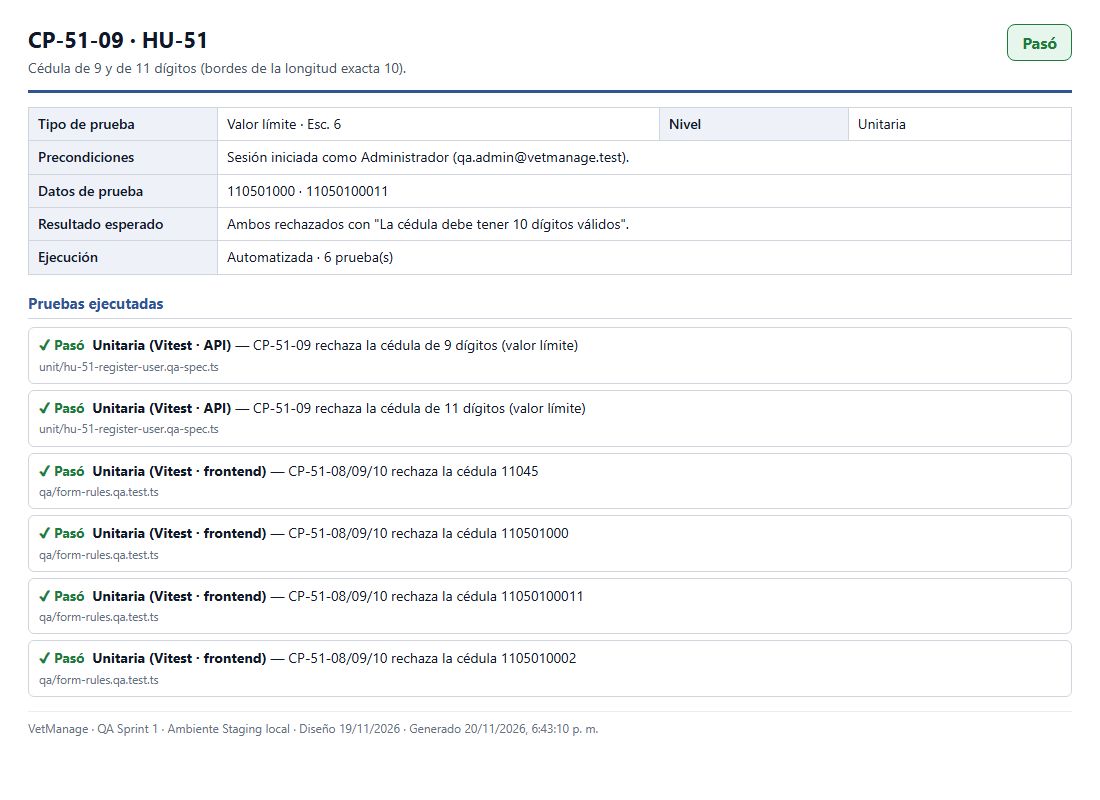 CP-51-09 · HU-51
Pasó
Cédula de 9 y de 11 dígitos (bordes de la longitud exacta 10).
Tipo de prueba Valor límite · Esc. 6 Nivel Unitaria
Precondiciones Sesión iniciada como Administrador (qa.admin@vetmanage.test).
Datos de prueba 110501000 · 11050100011
Resultado esperado Ambos rechazados con "La cédula debe tener 10 dígitos válidos".
Ejecución Automatizada · 6 prueba(s)
Pruebas ejecutadas
✓ Pasó Unitaria (Vitest · API) — CP-51-09 rechaza la cédula de 9 dígitos (valor límite)
unit/hu-51-register-user.qa-spec.ts
✓ Pasó Unitaria (Vitest · API) — CP-51-09 rechaza la cédula de 11 dígitos (valor límite)
unit/hu-51-register-user.qa-spec.ts
✓ Pasó Unitaria (Vitest · frontend) — CP-51-08/09/10 rechaza la cédula 11045
qa/form-rules.qa.test.ts
✓ Pasó Unitaria (Vitest · frontend) — CP-51-08/09/10 rechaza la cédula 110501000
qa/form-rules.qa.test.ts
✓ Pasó Unitaria (Vitest · frontend) — CP-51-08/09/10 rechaza la cédula 11050100011
qa/form-rules.qa.test.ts
✓ Pasó Unitaria (Vitest · frontend) — CP-51-08/09/10 rechaza la cédula 1105010002
qa/form-rules.qa.test.ts
VetManage · QA Sprint 1 · Ambiente Staging local · Diseño 19/11/2026 · Generado 20/11/2026, 6:43:10 p. m.